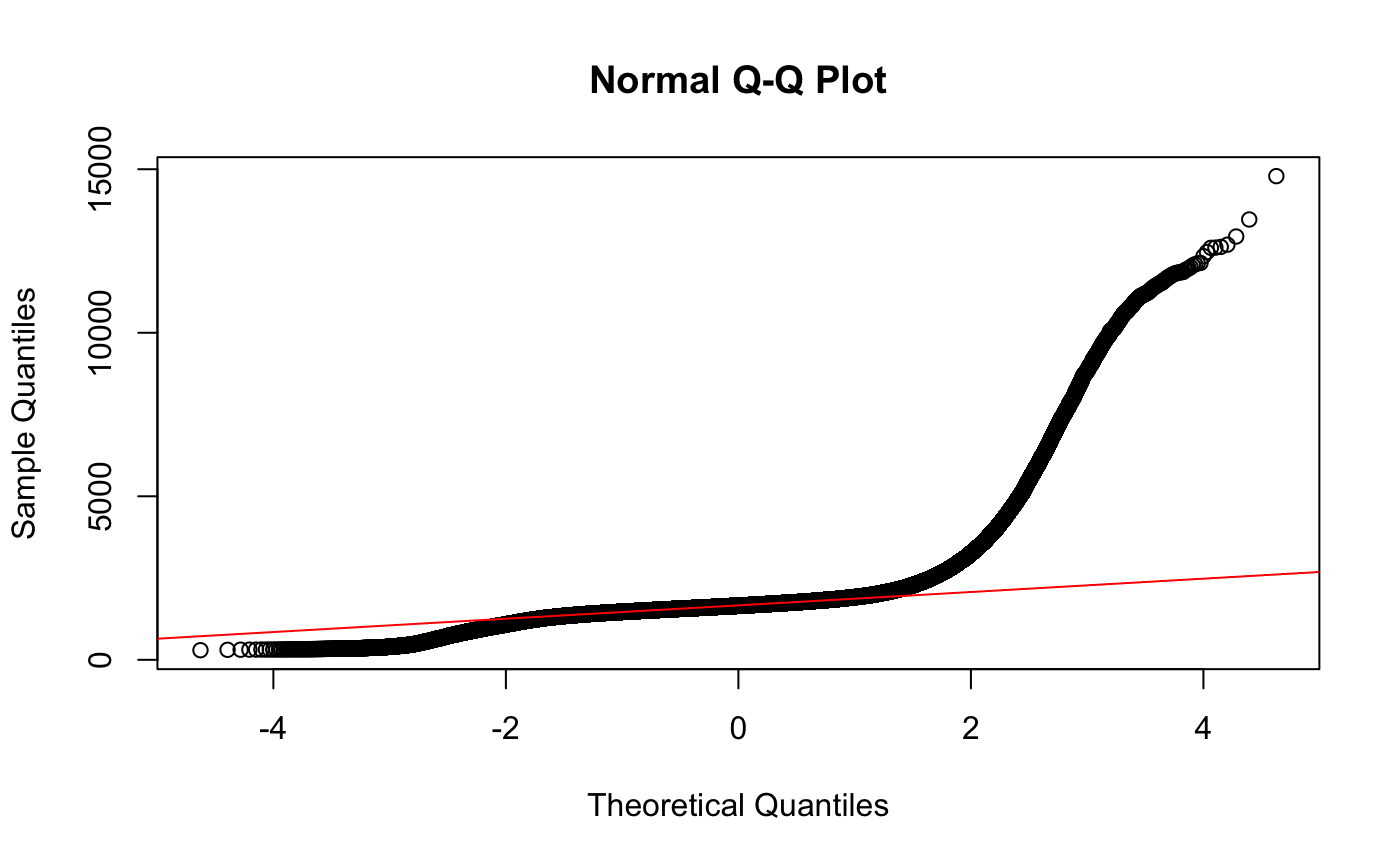 Normal Q-Q Plot
Sample Quantiles
15000
10000
5000
0
-4 -2 0 2 4
Theoretical Quantiles